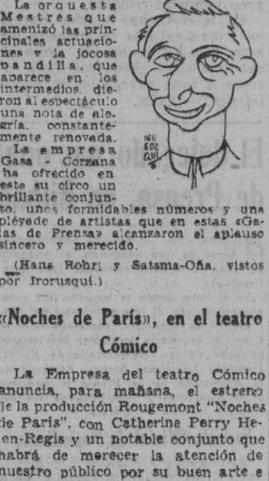 La orquesta
Mestres que
amenizó las prin-
cipales actuacio-
nes y la jocosa
pandilla, que
aparece en los
intermedios, die-
ron al espectáculo
una nota de ale-
gría, constante-
mente renovada.
La empresa
Gasa - Corzana
ha ofrecido en
este su circo un
brillante conjun-
to, unos formidables números y una
pléyade de artistas que en estas «Ga-
las de Prensa» alcanzaron el aplauso
sincero y merecido.
(Hans Rohrl y Satsma-Oña, vistos
por Iroruzqui.)
«Noches de París», en el teatro
Cómico
La Empresa del teatro Cómico
anuncia, para mañana, el estreno
de la producción Rougemont "Noches
de París", con Catherine Perry He-
en-Regis y un notable conjunto que
habrá de merecer la atención de
nuestro público por su buen arte e